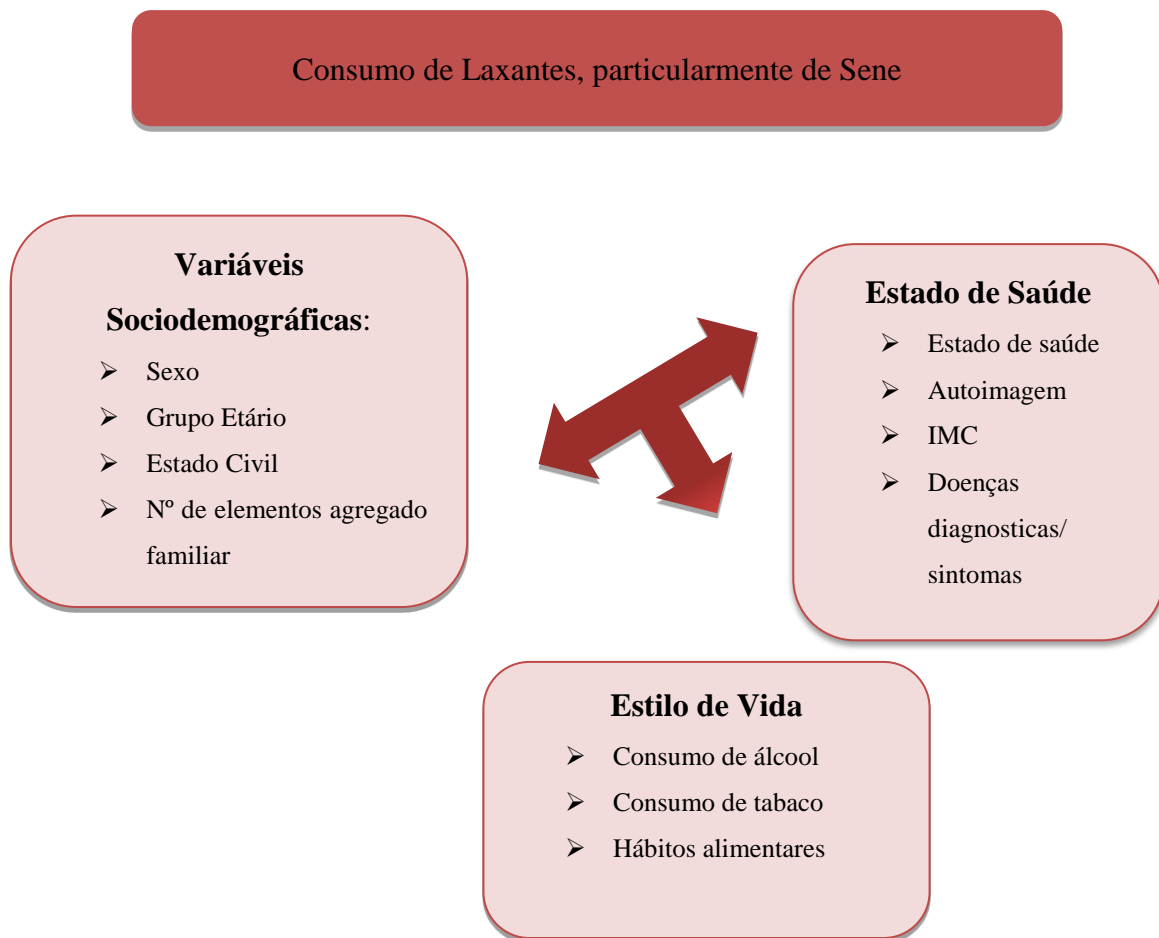 Consumo de Laxantes, particularmente de Sene
Variáveis
Sociodemográficas:
➢ Sexo
➢ Grupo Etário
➢ Estado Civil
➢ Nº de elementos agregado
familiar
Estado de Saúde
➢ Estado de saúde
➢ Autoimagem
➢ IMC
➢ Doenças
diagnosticas/
sintomas
Estilo de Vida
➢ Consumo de álcool
➢ Consumo de tabaco
➢ Hábitos alimentares